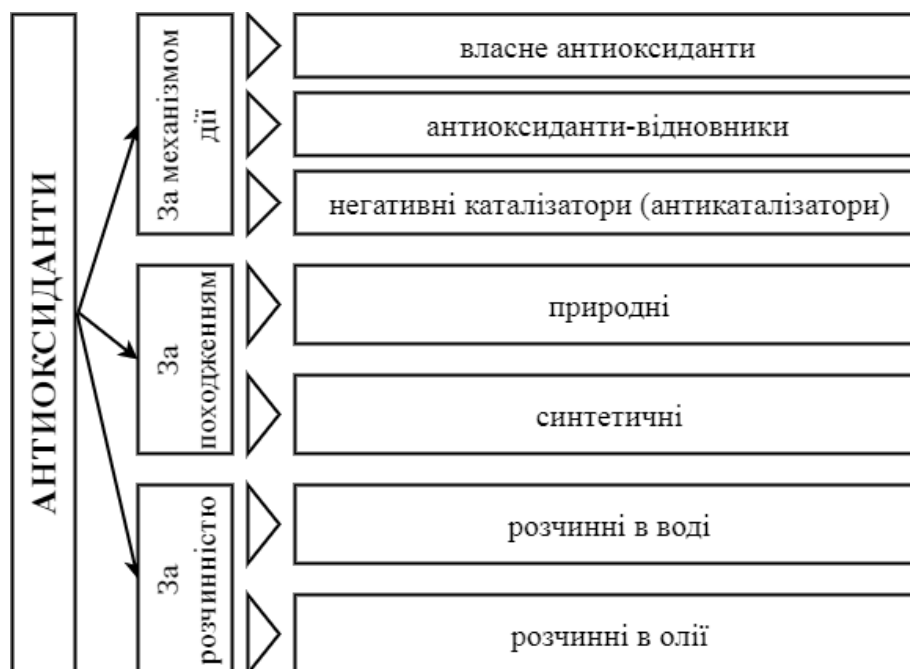 АНТИОКСИДАНТИ
За механізмом
дії
власне антиоксиданти
антиоксиданти-відновники
негативні каталізатори (антикаталізатори)
За
походженням
природні
синтетичні
За
розчинністю
розчинні в воді
розчинні в олії